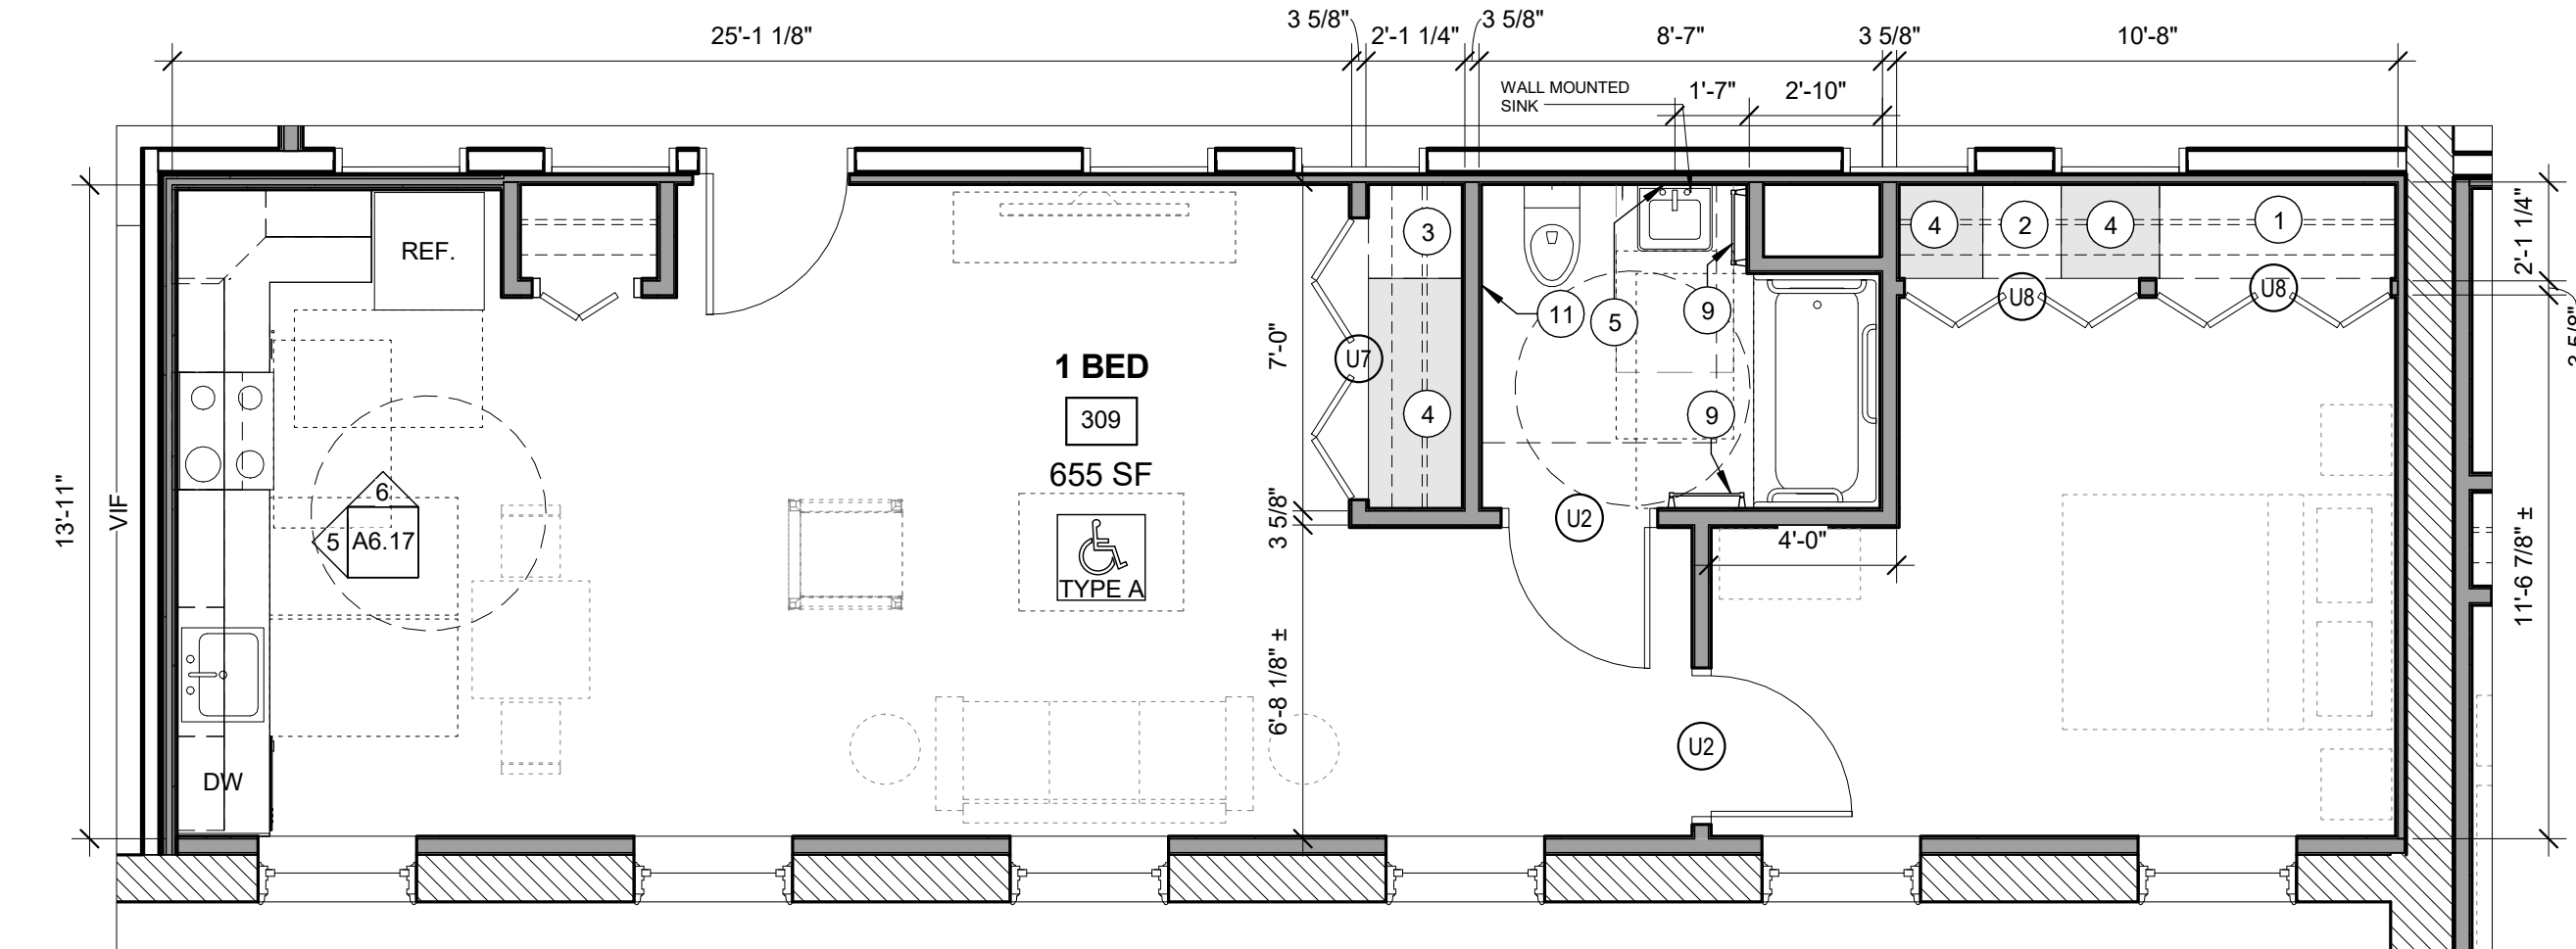 3 5/8"
3 5/8"
25'-1 1/8"
2'-1 1/4"
8'-7"
3 5/8"
10'-8"
WALL MOUNTED
SINK
1'-7"
2'-10"
REF.
3
4
2
4
1
2'-1 1/4"
U8
U8
11
5
9
3 5/8"
7'-0"
U7
1 BED
309
655 SF
4
9
13'-11"
VIF
6
5
A6.17
TYPE A
3 5/8"
U2
4'-0"
11'-6 7/8" ±
6'-8 1/8" ±
U2
DW